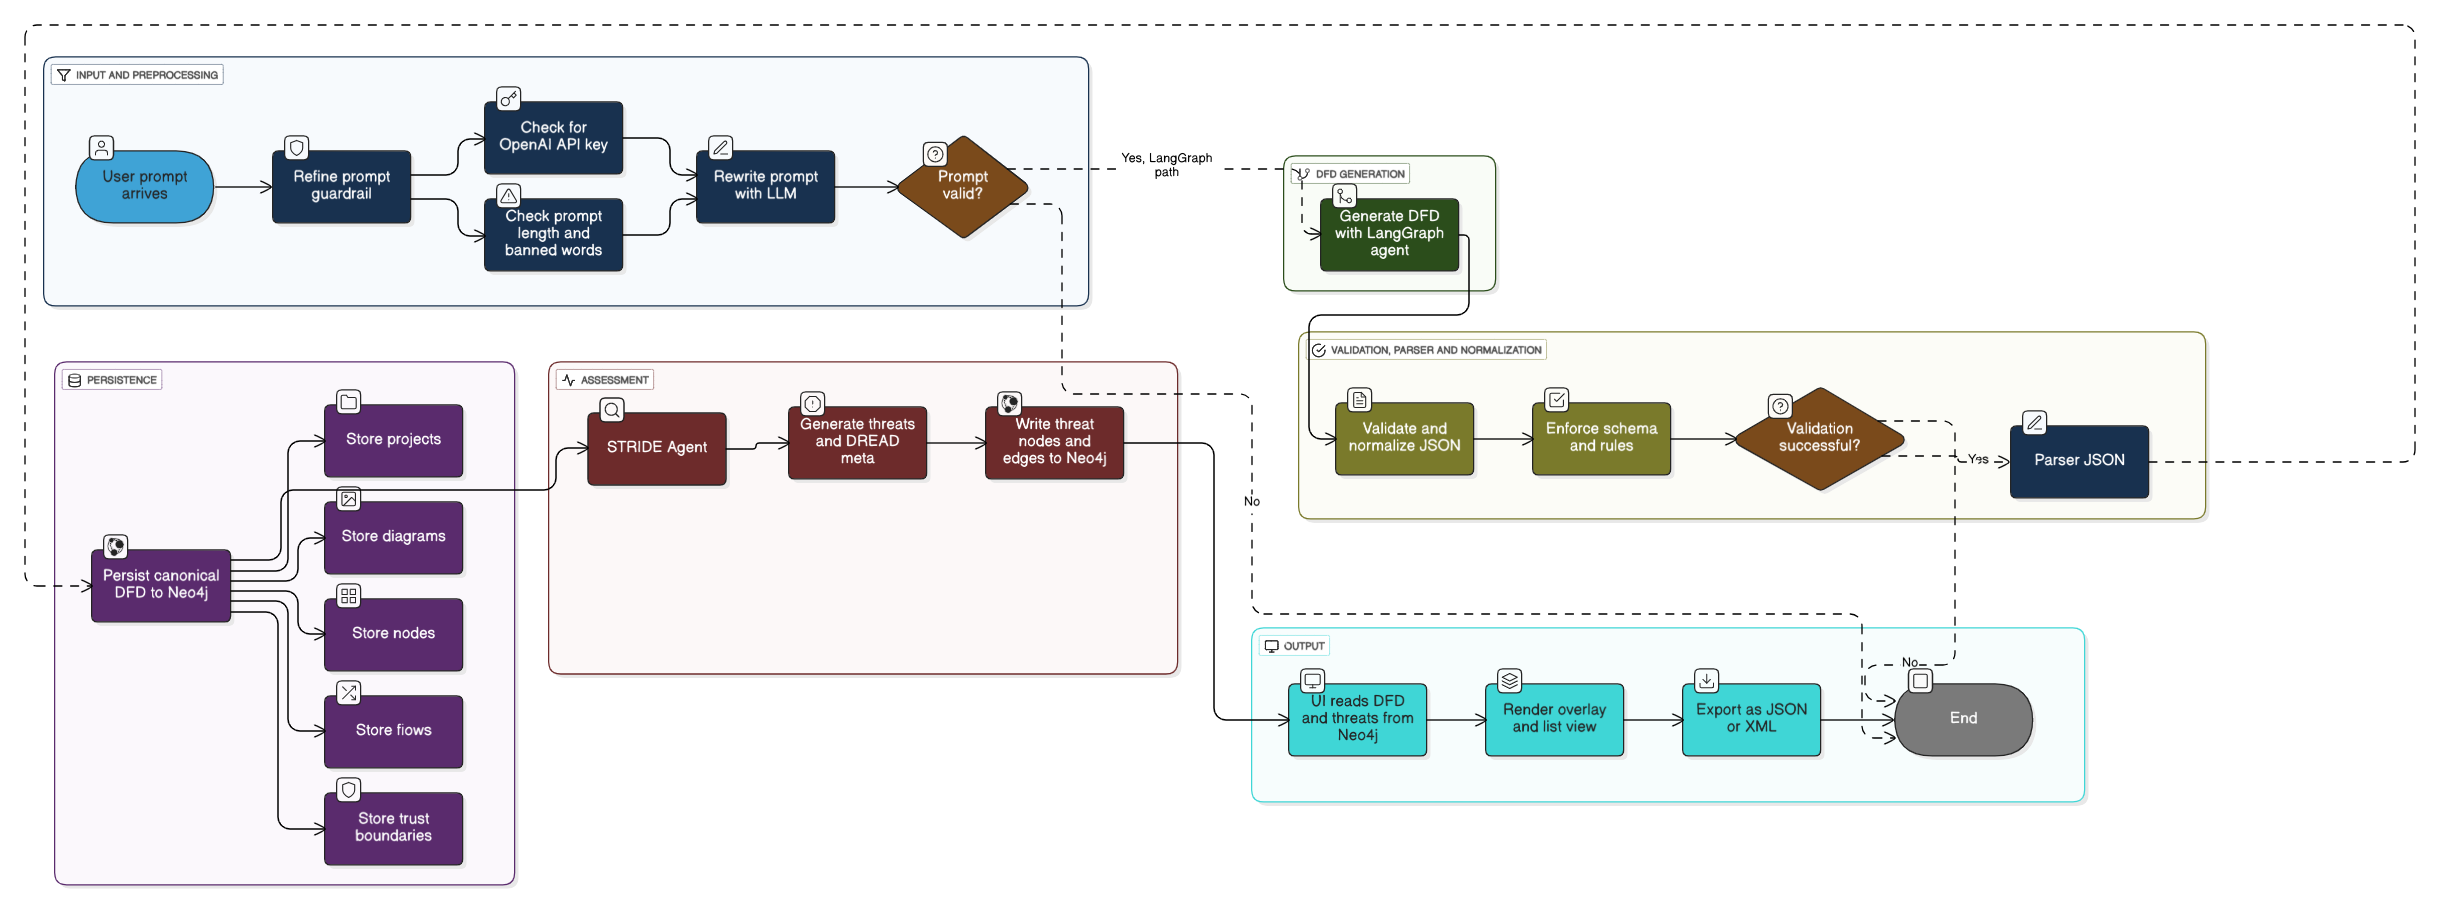 INPUT AND PREPROCESSING
User prompt
arrives
Refine prompt
guardrail
Check for
OpenAI API key
Check prompt
length and
banned words
Rewrite prompt
with LLM
Prompt
valid?
Yes, LangGraph
path
DFD GENERATION
Generate DFD
with LangGraph
agent
VALIDATION, PARSER AND NORMALIZATION
Validate and
normalize JSON
Enforce schema
and rules
Validation
successful?
Yes
Parser JSON
PERSISTENCE
Persist canonical
DFD to Neo4j
Store projects
Store diagrams
Store nodes
Store flows
Store trust
boundaries
ASSESSMENT
STRIDE Agent
Generate threats
and DREAD
meta
Write threat
nodes and
edges to Neo4j
No
OUTPUT
UI reads DFD
and threats from
Neo4j
Render overlay
and list view
Export as JSON
or XML
No
End